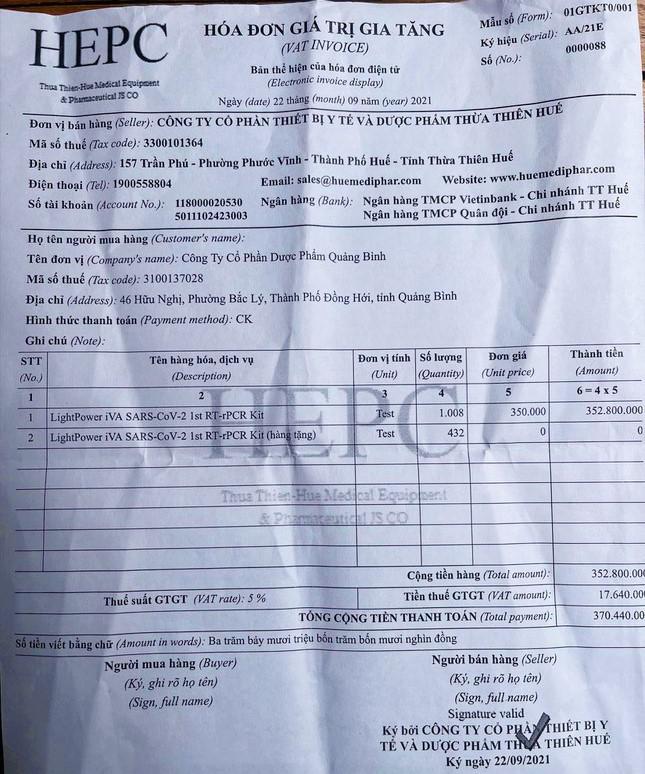 HEPC
Thua Thien-Hue Medical Equipment
& Pharmaceutical JS CO
HÓA ĐƠN GIÁ TRỊ GIA TĂNG
(VAT INVOICE)
Bản thể hiện của hóa đơn điện tử
(Electronic invoice display)
Ngày (date) 22 tháng (month) 09 năm (year) 2021
Mẫu số (Form): 01GTKT0/001
Ký hiệu (Serial): AA/21E
Số (No.): 0000088
Đơn vị bán hàng (Seller): CÔNG TY CỔ PHẦN THIẾT BỊ Y TẾ VÀ DƯỢC PHẨM THỪA THIÊN HUẾ
Mã số thuế (Tax code): 3300101364
Địa chỉ (Address): 157 Trần Phú - Phường Phước Vĩnh - Thành Phố Huế - Tỉnh Thừa Thiên Huế
Điện thoại (Tel): 1900558804 Email: sales@huemediphar.com Website: www.huemediphar.com
Số tài khoản (Account No.): 118000020530 Ngân hàng (Bank): Ngân hàng TMCP Vietinbank - Chi nhánh TT Huế
5011102423003 Ngân hàng TMCP Quân đội - Chi nhánh TT Huế
Họ tên người mua hàng (Customer's name):
Tên đơn vị (Company's name): Công Ty Cổ Phần Dược Phẩm Quảng Bình
Mã số thuế (Tax code): 3100137028
Địa chỉ (Address): 46 Hữu Nghị, Phường Bắc Lý, Thành Phố Đồng Hới, tỉnh Quảng Bình
Hình thức thanh toán (Payment method): CK
Ghi chú (Note):
STT Tên hàng hóa, dịch vụ Đơn vị tính Số lượng Đơn giá Thành tiền
(No.) (Description) (Unit) (Quantity) (Unit price) (Amount)
1 2 3 4 5 6 = 4 x 5
1 LightPower iVA SARS-CoV-2 1st RT-rPCR Kit Test 1.008 350.000 352.800.000
2 LightPower iVA SARS-CoV-2 1st RT-rPCR Kit (hàng tặng) Test 432 0 0
HEPC
Thua Thien-Hue Medical Equipment
& Pharmaceutical JS CO
Cộng tiền hàng (Total amount): 352.800.000
Thuế suất GTGT (VAT rate): 5 % Tiền thuế GTGT (VAT amount): 17.640.00
TỔNG CỘNG TIỀN THANH TOÁN (Total payment): 370.440.00
Số tiền viết bằng chữ (Amount in words): Ba trăm bảy mươi triệu bốn trăm bốn mươi nghìn đồng
Người mua hàng (Buyer)
(Ký, ghi rõ họ tên)
(Sign, full name)
Người bán hàng (Seller)
(Ký, ghi rõ họ tên)
(Sign, full name)
Signature valid
Ký bởi CÔNG TY CỔ PHẦN THIẾT BỊ Y
TẾ VÀ DƯỢC PHẨM THỪA THIÊN HUẾ
Ký ngày 22/09/2021